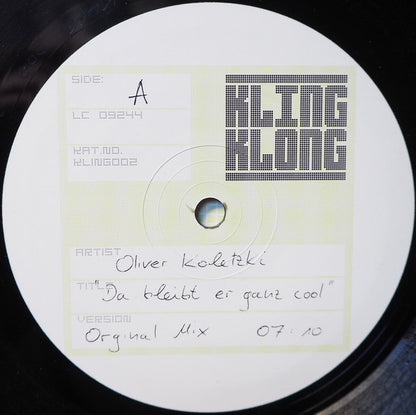 SIDE: A
KLING
KLONG
LC 09244
KAT.NO.
KLING002
ARTIST Oliver Koletzki
TITLE "Da bleibt er ganz cool"
VERSION
Orginal Mix 07:10